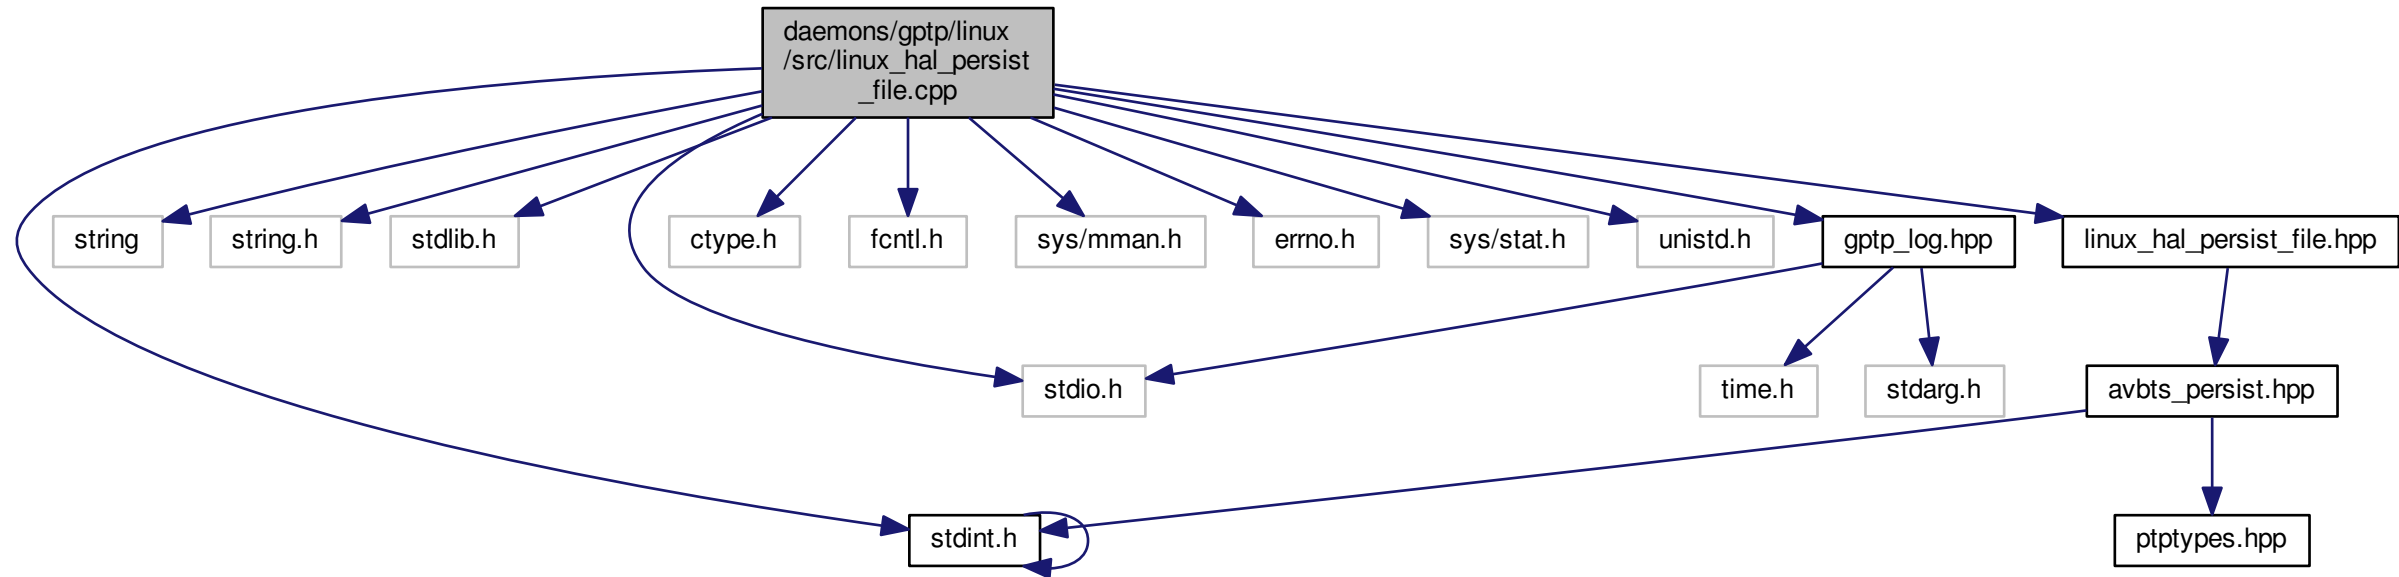 daemons/gptp/linux
/src/linux_hal_persist
_file.cpp
string
string.h
stdlib.h
ctype.h
fcntl.h
sys/mman.h
errno.h
sys/stat.h
unistd.h
gptp_log.hpp
linux_hal_persist_file.hpp
stdio.h
time.h
stdarg.h
avbts_persist.hpp
stdint.h
ptptypes.hpp